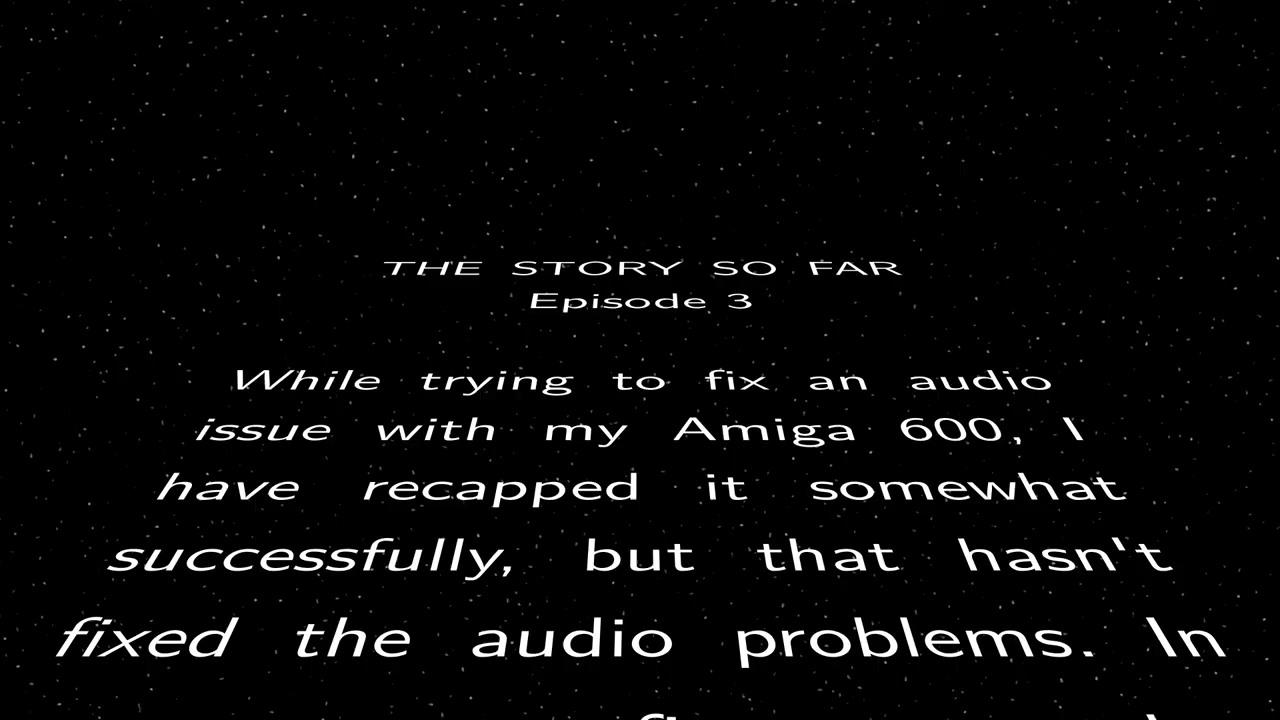 THE STORY SO FAR
Episode 3
While trying to fix an audio
issue with my Amiga 600, I
have recapped it somewhat
successfully, but that hasn't
fixed the audio problems. In